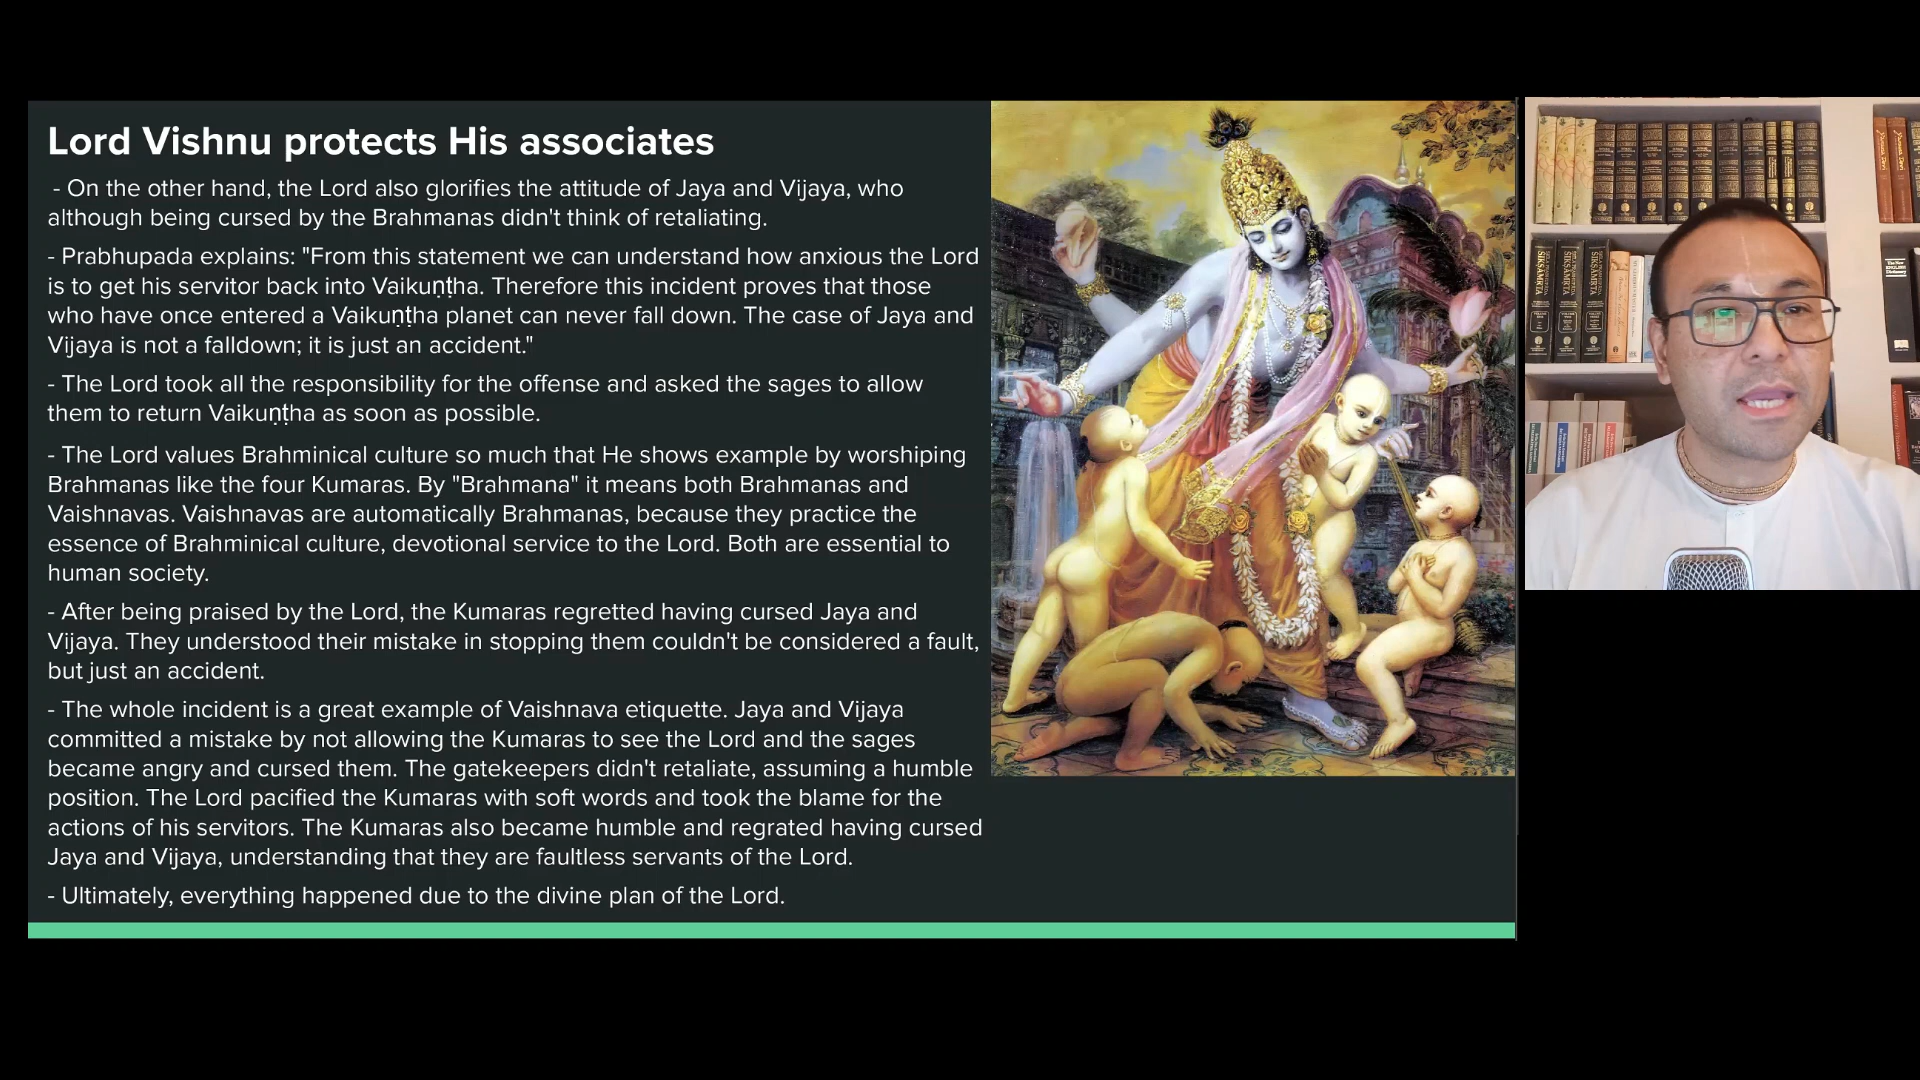 Lord Vishnu protects His associates
- On the other hand, the Lord also glorifies the attitude of Jaya and Vijaya, who
although being cursed by the Brahmanas didn't think of retaliating.
- Prabhupada explains: "From this statement we can understand how anxious the Lord
is to get his servitor back into Vaikuṇṭha. Therefore this incident proves that those
who have once entered a Vaikuṇṭha planet can never fall down. The case of Jaya and
Vijaya is not a falldown; it is just an accident."
- The Lord took all the responsibility for the offense and asked the sages to allow
them to return Vaikuṇṭha as soon as possible.
- The Lord values Brahminical culture so much that He shows example by worshiping
Brahmanas like the four Kumaras. By "Brahmana" it means both Brahmanas and
Vaishnavas. Vaishnavas are automatically Brahmanas, because they practice the
essence of Brahminical culture, devotional service to the Lord. Both are essential to
human society.
- After being praised by the Lord, the Kumaras regretted having cursed Jaya and
Vijaya. They understood their mistake in stopping them couldn't be considered a fault,
but just an accident.
- The whole incident is a great example of Vaishnava etiquette. Jaya and Vijaya
committed a mistake by not allowing the Kumaras to see the Lord and the sages
became angry and cursed them. The gatekeepers didn't retaliate, assuming a humble
position. The Lord pacified the Kumaras with soft words and took the blame for the
actions of his servitors. The Kumaras also became humble and regrated having cursed
Jaya and Vijaya, understanding that they are faultless servants of the Lord.
- Ultimately, everything happened due to the divine plan of the Lord.